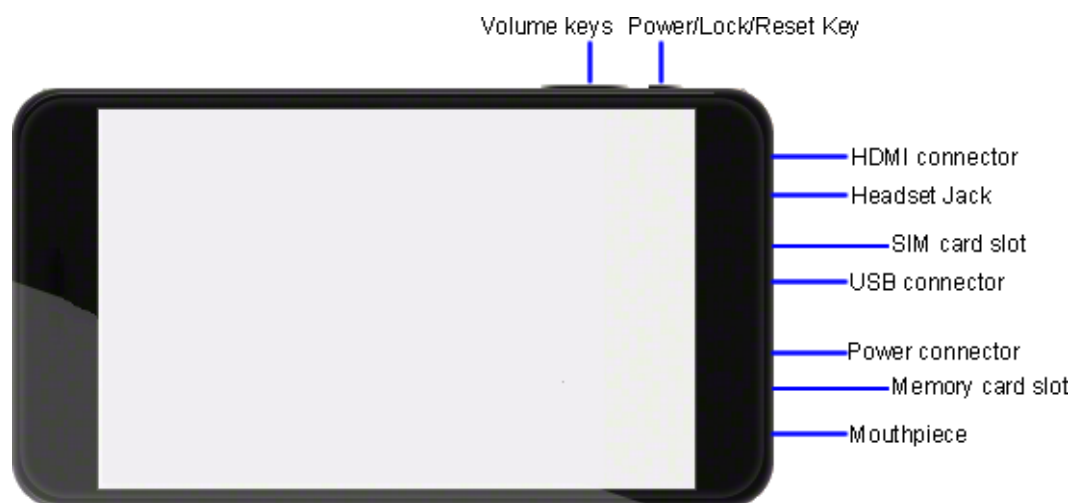 Volume keys Power/Lock/Reset Key
HDMI connector
Headset Jack
SIM card slot
USB connector
Power connector
Memory card slot
Mouthpiece